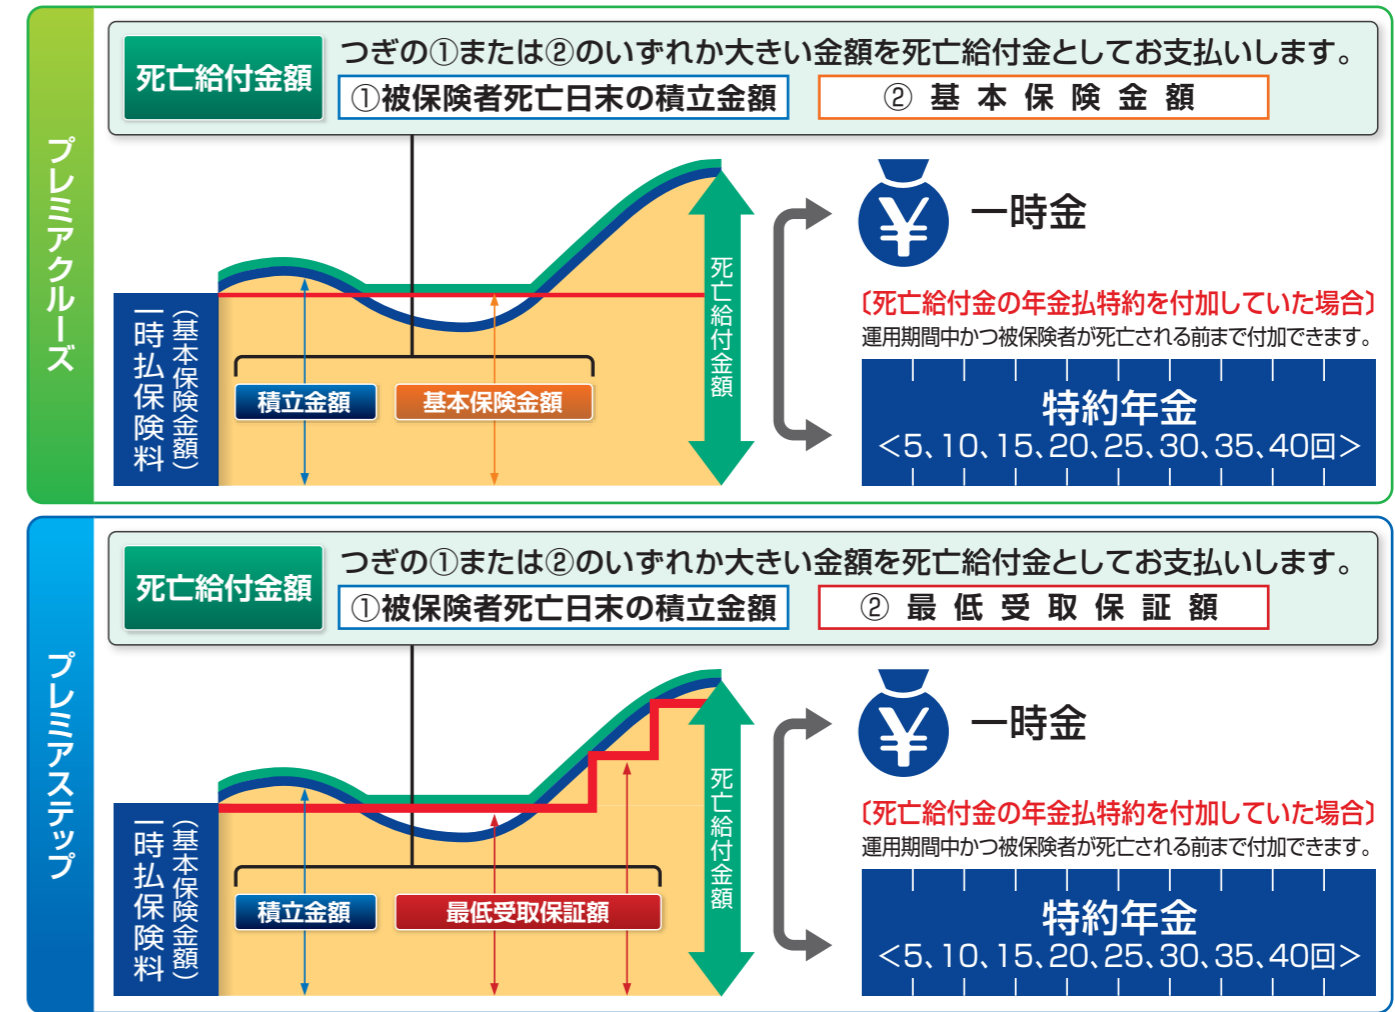 プレミアクルーズ
死亡給付金額
つぎの①または②のいずれか大きい金額を死亡給付金としてお支払いします。
①被保険者死亡日末の積立金額
②基本保険金額
一時払保険料
（基本保険金額）
積立金額
基本保険金額
死亡給付金額
¥
一時金
〔死亡給付金の年金払特約を付加していた場合〕
運用期間中かつ被保険者が死亡される前まで付加できます。
特約年金
＜5、10、15、20、25、30、35、40回＞
プレミアステップ
死亡給付金額
つぎの①または②のいずれか大きい金額を死亡給付金としてお支払いします。
①被保険者死亡日末の積立金額
②最低受取保証額
一時払保険料
（基本保険金額）
積立金額
最低受取保証額
死亡給付金額
¥
一時金
〔死亡給付金の年金払特約を付加していた場合〕
運用期間中かつ被保険者が死亡される前まで付加できます。
特約年金
＜5、10、15、20、25、30、35、40回＞